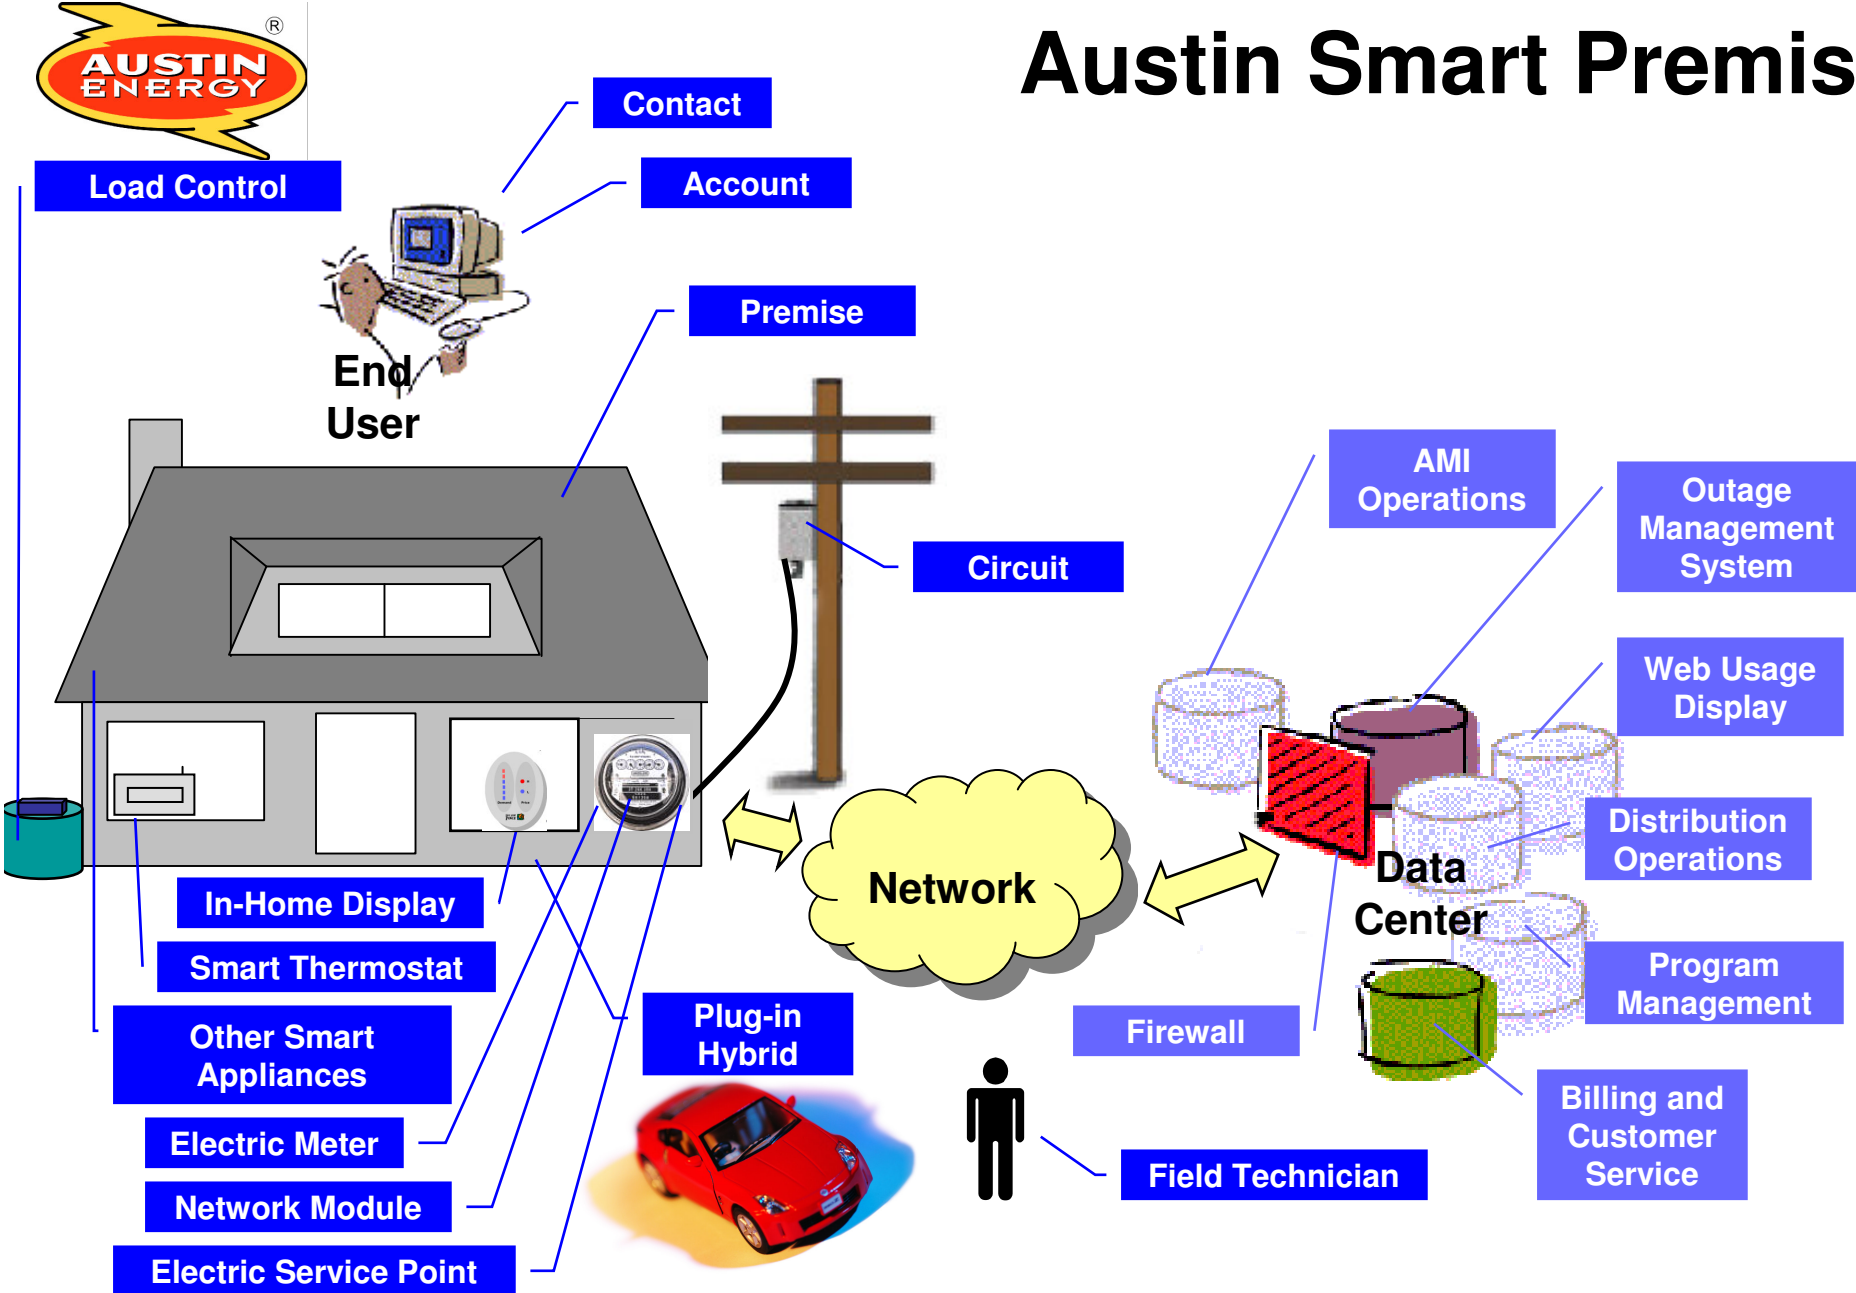 AUSTIN
ENERGY
®
Austin Smart Premis
Contact
Account
Load Control
End
User
Premise
Circuit
AMI
Operations
Outage
Management
System
Web Usage
Display
Distribution
Operations
Data
Center
Network
In-Home Display
Smart Thermostat
Other Smart
Appliances
Electric Meter
Network Module
Electric Service Point
Plug-in
Hybrid
Firewall
Program
Management
Billing and
Customer
Service
Field Technician